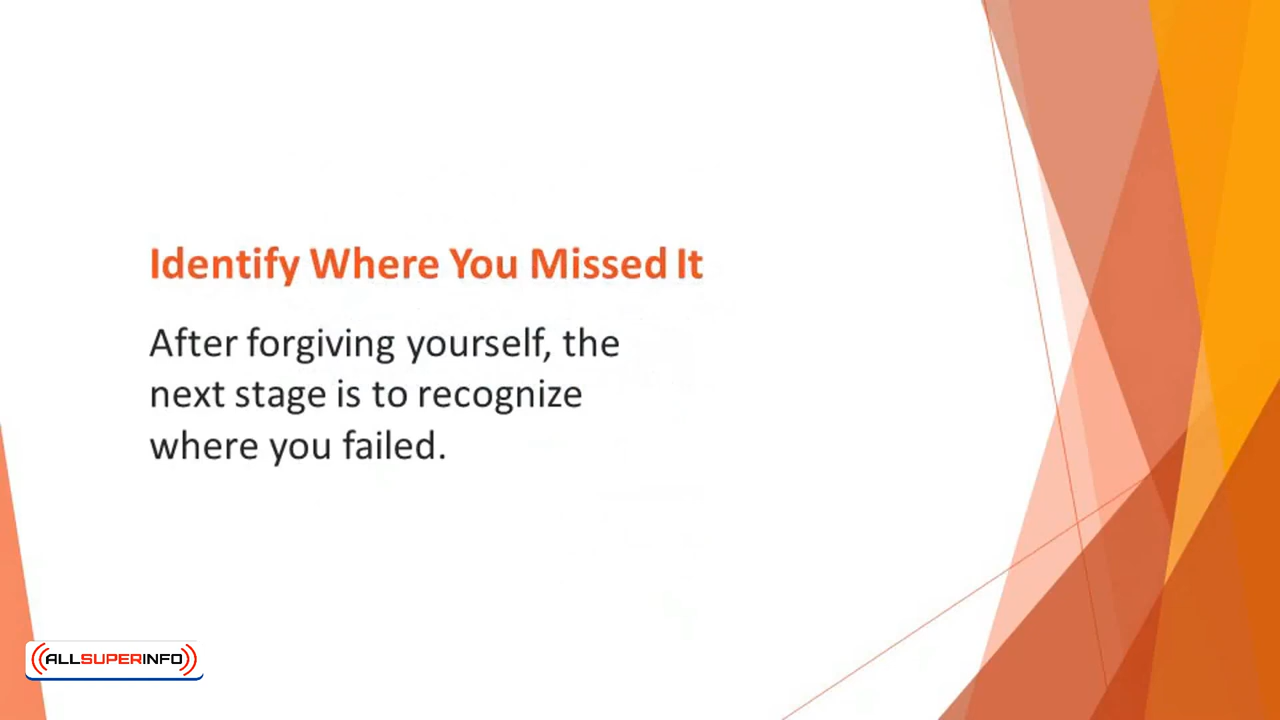 Identify Where You Missed It
After forgiving yourself, the
next stage is to recognize
where you failed.
ALLSUPERINFO